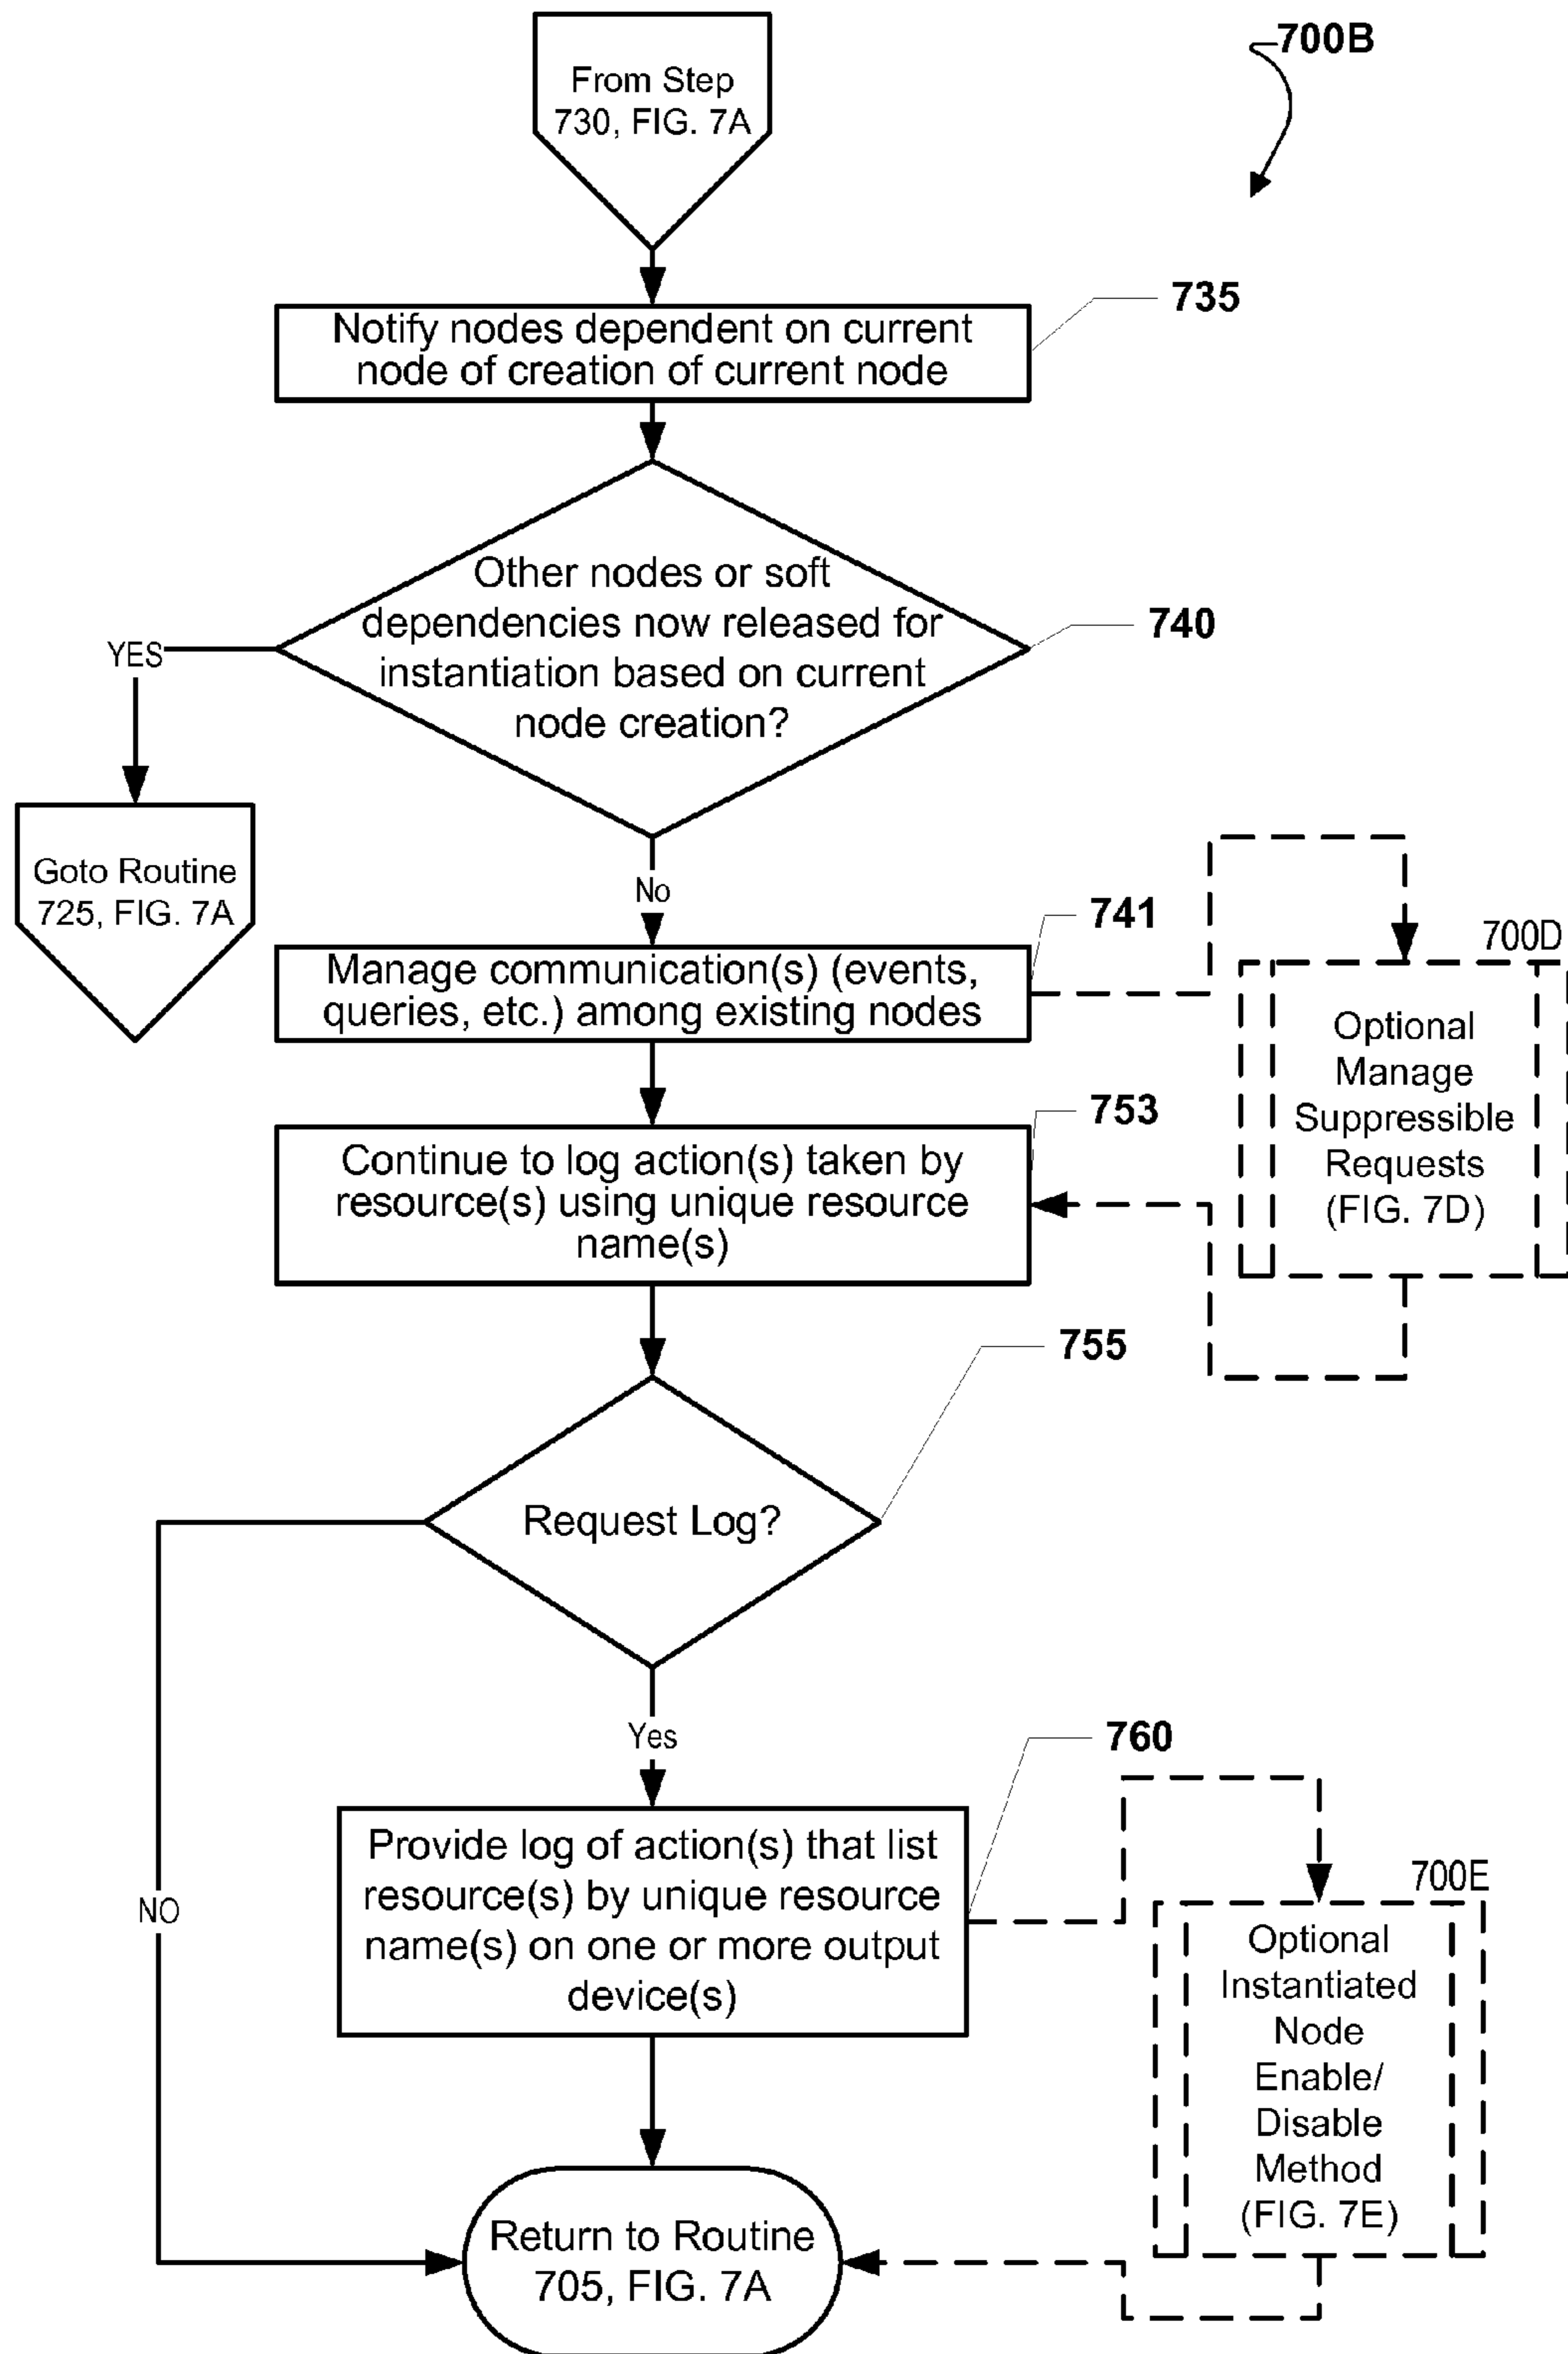 700B
From Step
730, FIG. 7A
735
Notify nodes dependent on current
node of creation of current node
Other nodes or soft
dependencies now released for
instantiation based on current
node creation?
740
YES
Goto Routine
725, FIG. 7A
No
741
Manage communication(s) (events,
queries, etc.) among existing nodes
700D
Optional
Manage
Suppressible
Requests
(FIG. 7D)
753
Continue to log action(s) taken by
resource(s) using unique resource
name(s)
755
Request Log?
Yes
NO
760
Provide log of action(s) that list
resource(s) by unique resource
name(s) on one or more output
device(s)
700E
Optional
Instantiated
Node
Enable/
Disable
Method
(FIG. 7E)
Return to Routine
705, FIG. 7A